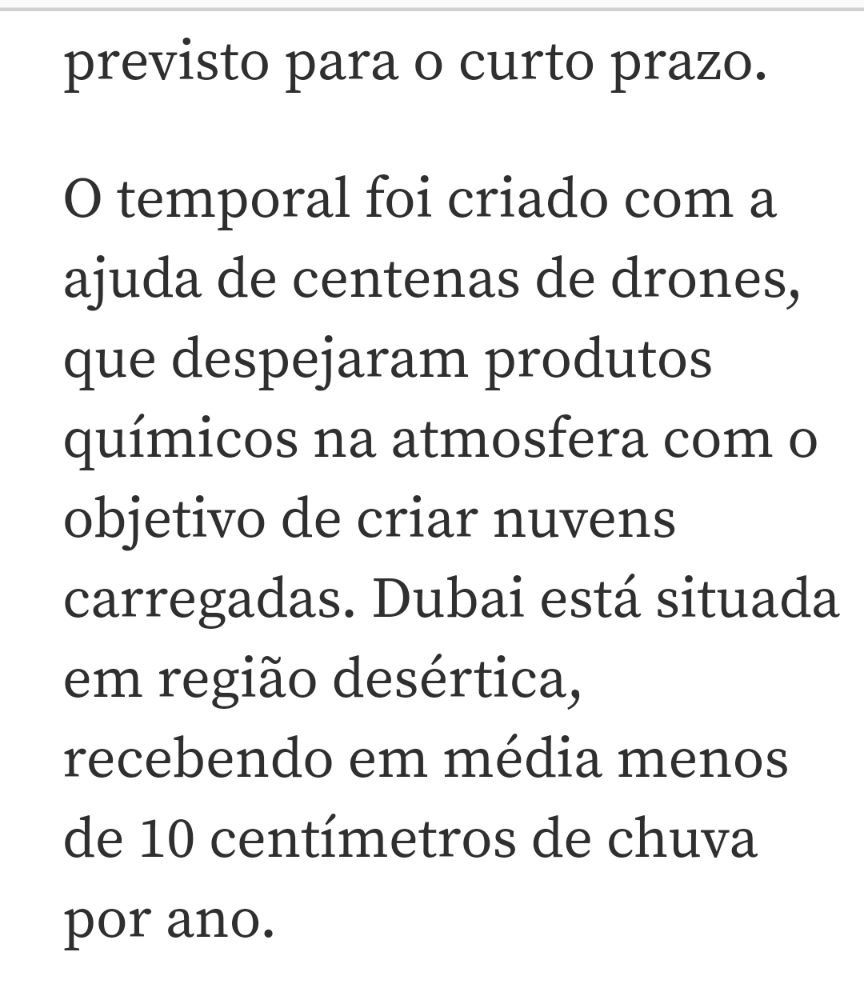 previsto para o curto prazo.
O temporal foi criado com a
ajuda de centenas de drones,
que despejaram produtos
químicos na atmosfera com o
objetivo de criar nuvens
carregadas. Dubai está situada
em região desértica,
recebendo em média menos
de 10 centímetros de chuva
por ano.